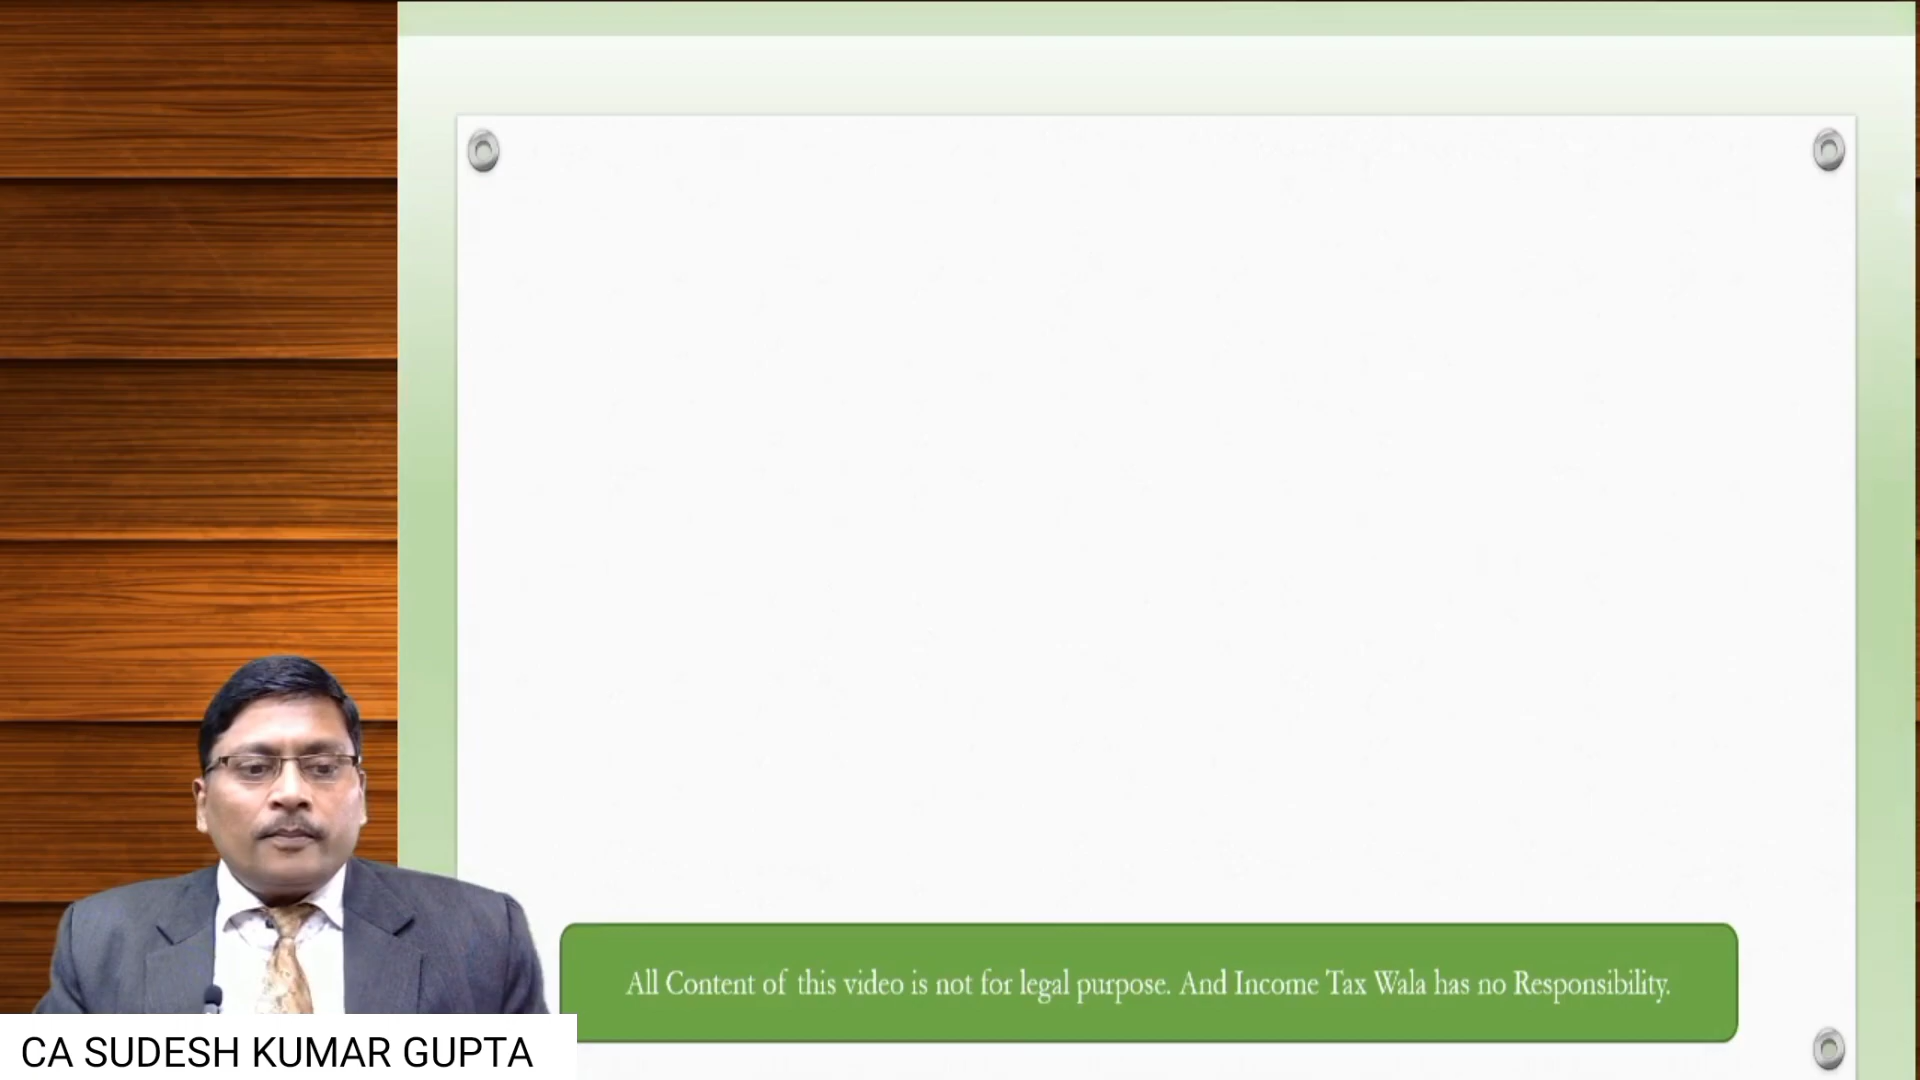 All Content of this video is not for legal purpose. And Income Tax Wala has no Responsibility.
CA SUDESH KUMAR GUPTA